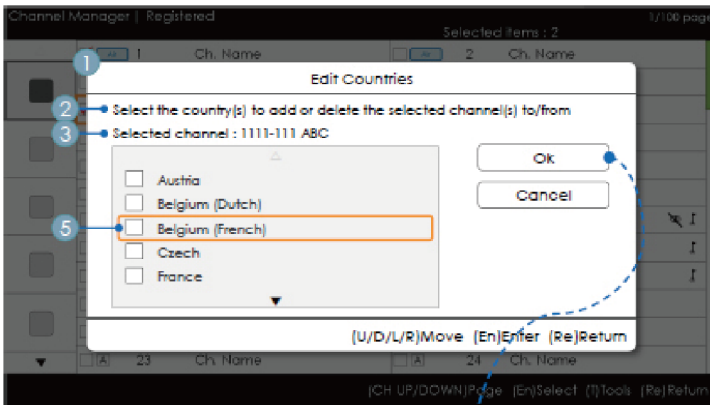 Channel Manager | Registered
1/100 page
Selected items : 2
1 Ch. Name 2 Ch. Name
1
Edit Countries
2 Select the country(s) to add or delete the selected channel(s) to/from
3 Selected channel : 1111-111 ABC
Ok
Austria
Cancel
Belgium (Dutch)
5 Belgium (French)
Czech
France
(U/D/L/R)Move (En)Enter (Re)Return
A 23 Ch. Name A 24 Ch. Name
(CH UP/DOWN)Page (En)Select (T)Tools (Re)Return